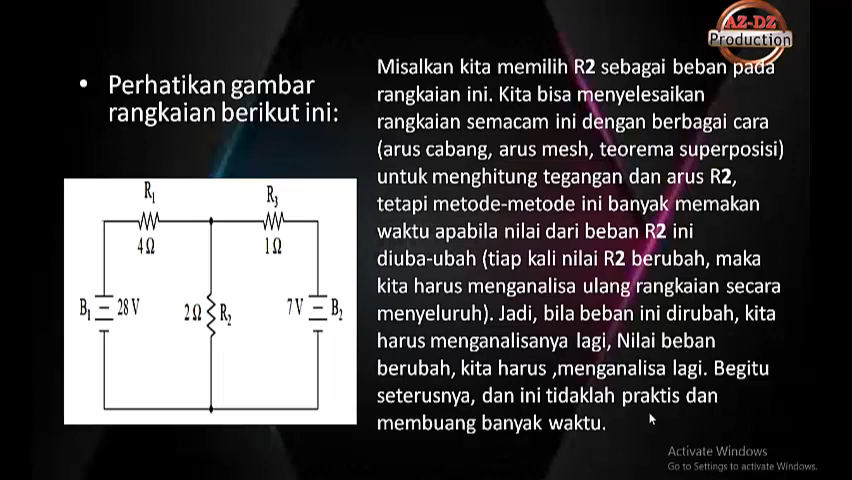 AZ-DZ
Production
• Perhatikan gambar
rangkaian berikut ini:
R1
4Ω
R3
1Ω
B1 28 V
2Ω R2
7 V B2
Misalkan kita memilih R2 sebagai beban pada
rangkaian ini. Kita bisa menyelesaikan
rangkaian semacam ini dengan berbagai cara
(arus cabang, arus mesh, teorema superposisi)
untuk menghitung tegangan dan arus R2,
tetapi metode-metode ini banyak memakan
waktu apabila nilai dari beban R2 ini
diuba-ubah (tiap kali nilai R2 berubah, maka
kita harus menganalisa ulang rangkaian secara
menyeluruh). Jadi, bila beban ini dirubah, kita
harus menganalisanya lagi, Nilai beban
berubah, kita harus ,menganalisa lagi. Begitu
seterusnya, dan ini tidaklah praktis dan
membuang banyak waktu.
Activate Windows
Go to Settings to activate Windows.